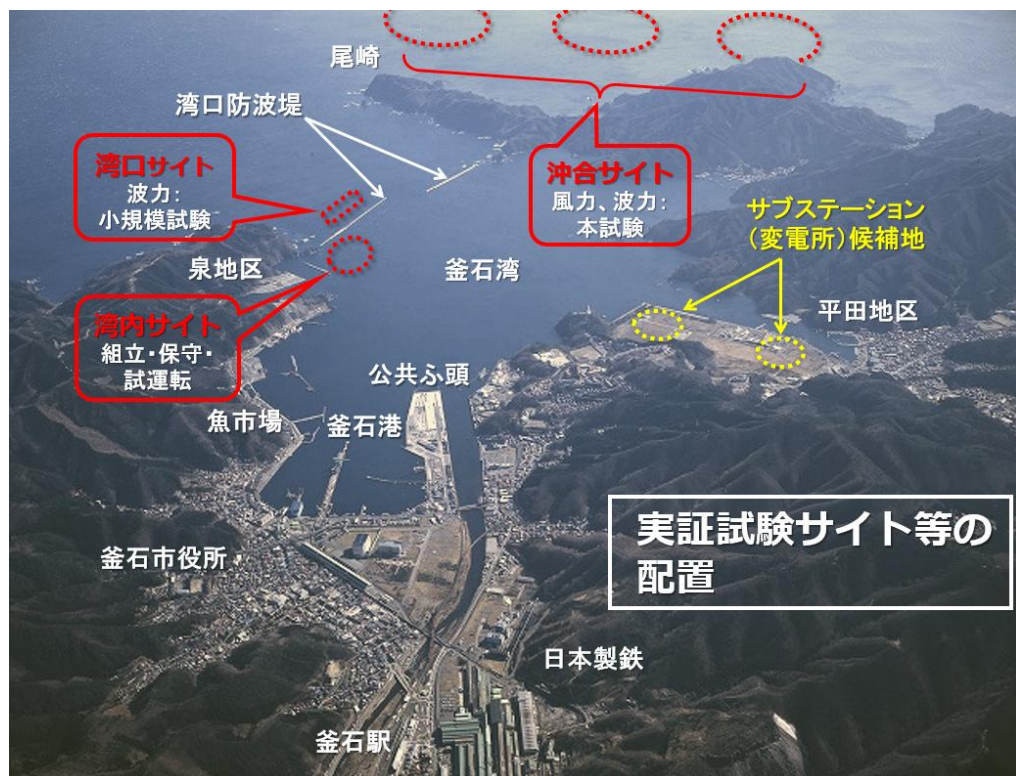 尾崎
湾口防波堤
湾口サイト
波力：
小規模試験
沖合サイト
風力、波力：
本試験
サブステーション
（変電所）候補地
泉地区
釜石湾
平田地区
湾内サイト
組立・保守・
試運転
公共ふ頭
魚市場
釜石港
実証試験サイト等の
配置
釜石市役所
日本製鉄
釜石駅